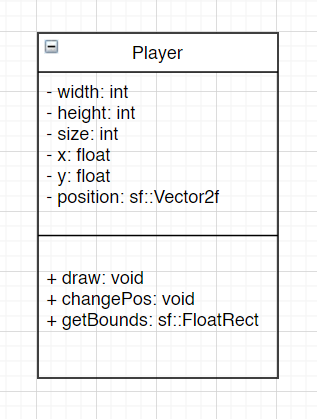 Player
- width: int
- height: int
- size: int
- x: float
- y: float
- position: sf::Vector2f
+ draw: void
+ changePos: void
+ getBounds: sf::FloatRect